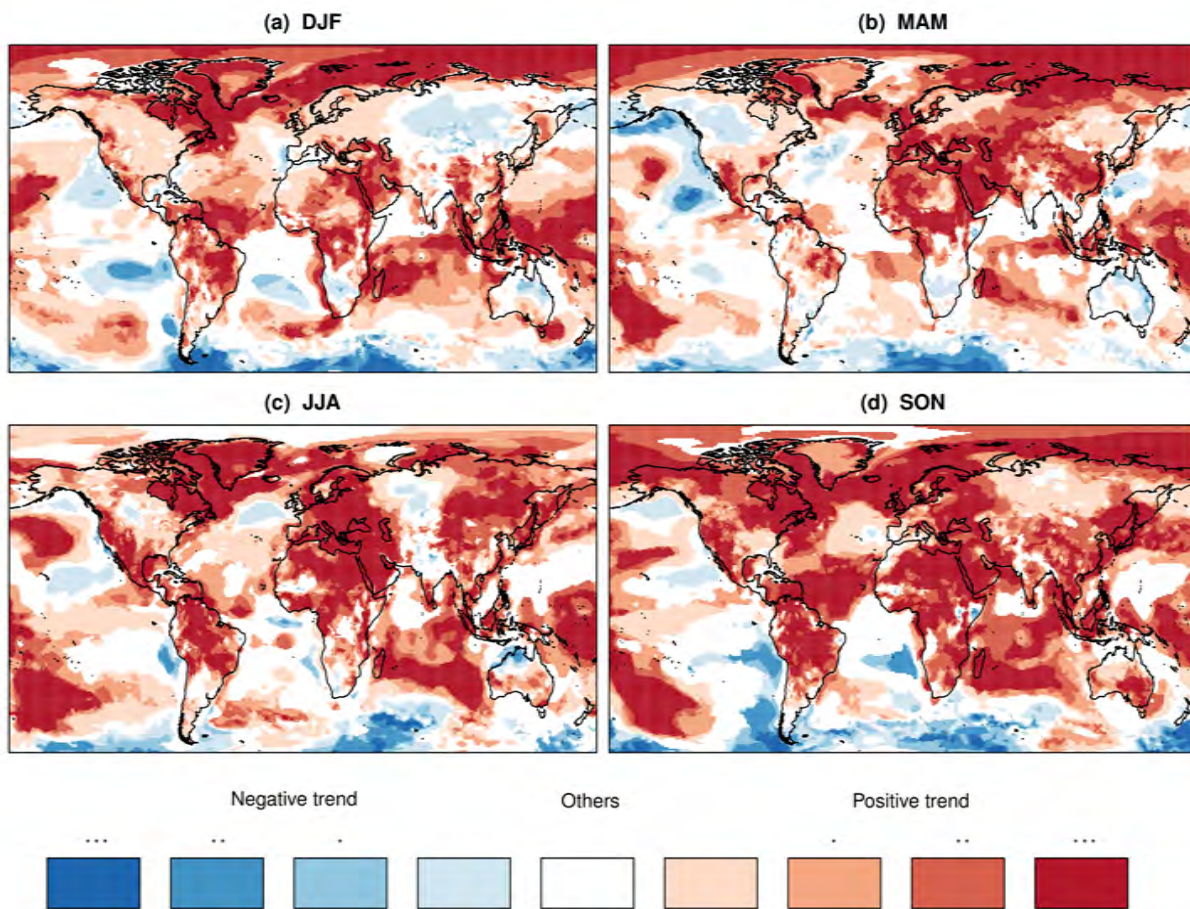 (a) DJF
(b) MAM
(c) JJA
(d) SON
Negative trend
Others
Positive trend
*** ** * * ** ***